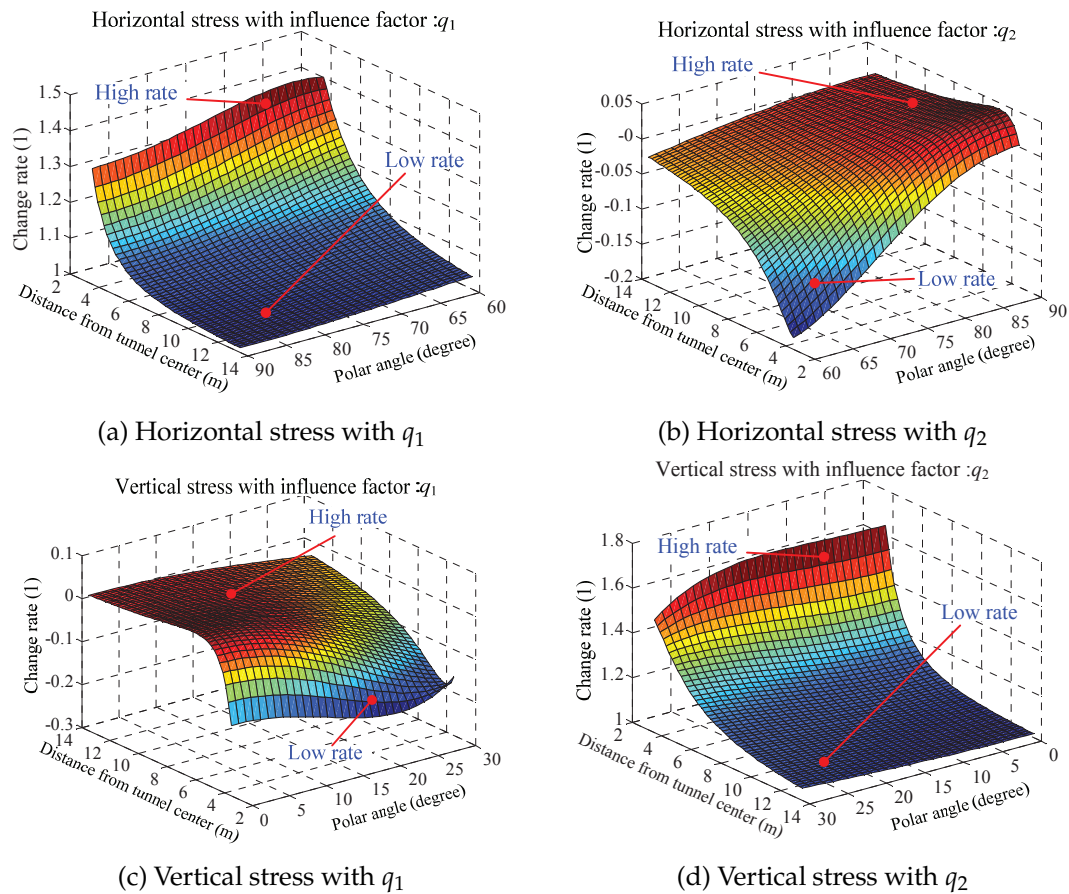 Horizontal stress with influence factor :q1
High rate
Low rate
Change rate (1)
1.5
1.4
1.3
1.2
1.1
1
2
4
6
8
10
12
14
Distance from tunnel center (m)
90
85
80
75
70
65
60
Polar angle (degree)
(a) Horizontal stress with q1
Horizontal stress with influence factor :q2
High rate
Low rate
Change rate (1)
0.05
-0
-0.05
-0.1
-0.15
-0.2
14
12
10
8
6
4
2
Distance from tunnel center (m)
60
65
70
75
80
85
90
Polar angle (degree)
(b) Horizontal stress with q2
Vertical stress with influence factor :q1
High rate
Low rate
Change rate (1)
0.1
0
-0.1
-0.2
-0.3
14
12
10
8
6
4
2
Distance from tunnel center (m)
0
5
10
15
20
25
30
Polar angle (degree)
(c) Vertical stress with q1
Vertical stress with influence factor :q2
High rate
Low rate
Change rate (1)
1.8
1.6
1.4
1.2
1
2
4
6
8
10
12
14
Distance from tunnel center (m)
30
25
20
15
10
5
0
Polar angle (degree)
(d) Vertical stress with q2